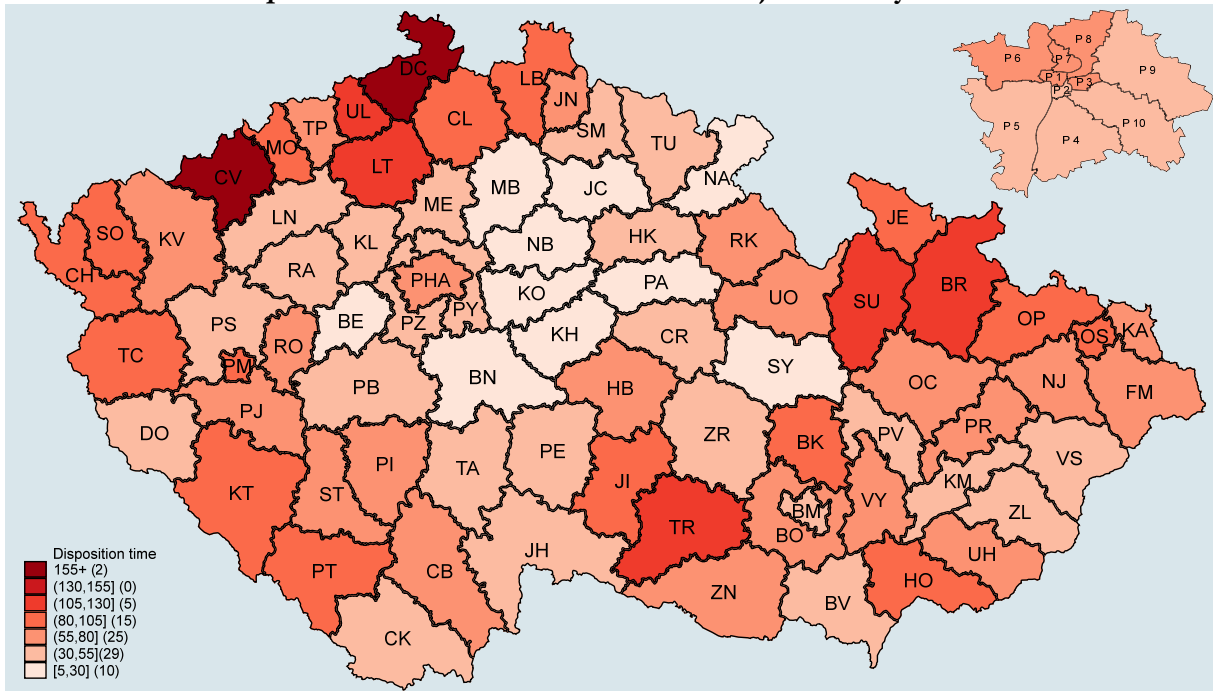 DC
LB
P 8
P 6
P 7
P 9
P 1
P 3
P 2
JN
UL
CL
TP
SM
P 5
P 10
P 4
MO
TU
LT
CV
MB
JC
NA
ME
LN
SO
KV
KL
NB
HK
RK
JE
CH
RA
PHA
KO
PA
BR
UO
SU
PY
BE
PZ
PS
OP
KA
OS
KH
CR
RO
TC
PM
SY
BN
PB
HB
OC
NJ
FM
PJ
DO
ZR
PV
PR
BK
VS
PE
PI
TA
KT
ST
JI
KM
VY
BM
ZL
TR
BO
JH
UH
PT
CB
HO
ZN
BV
CK
Disposition time
155+ (2)
(130,155] (0)
(105,130] (5)
(80,105] (15)
(55,80] (25)
(30,55](29)
[5,30] (10)